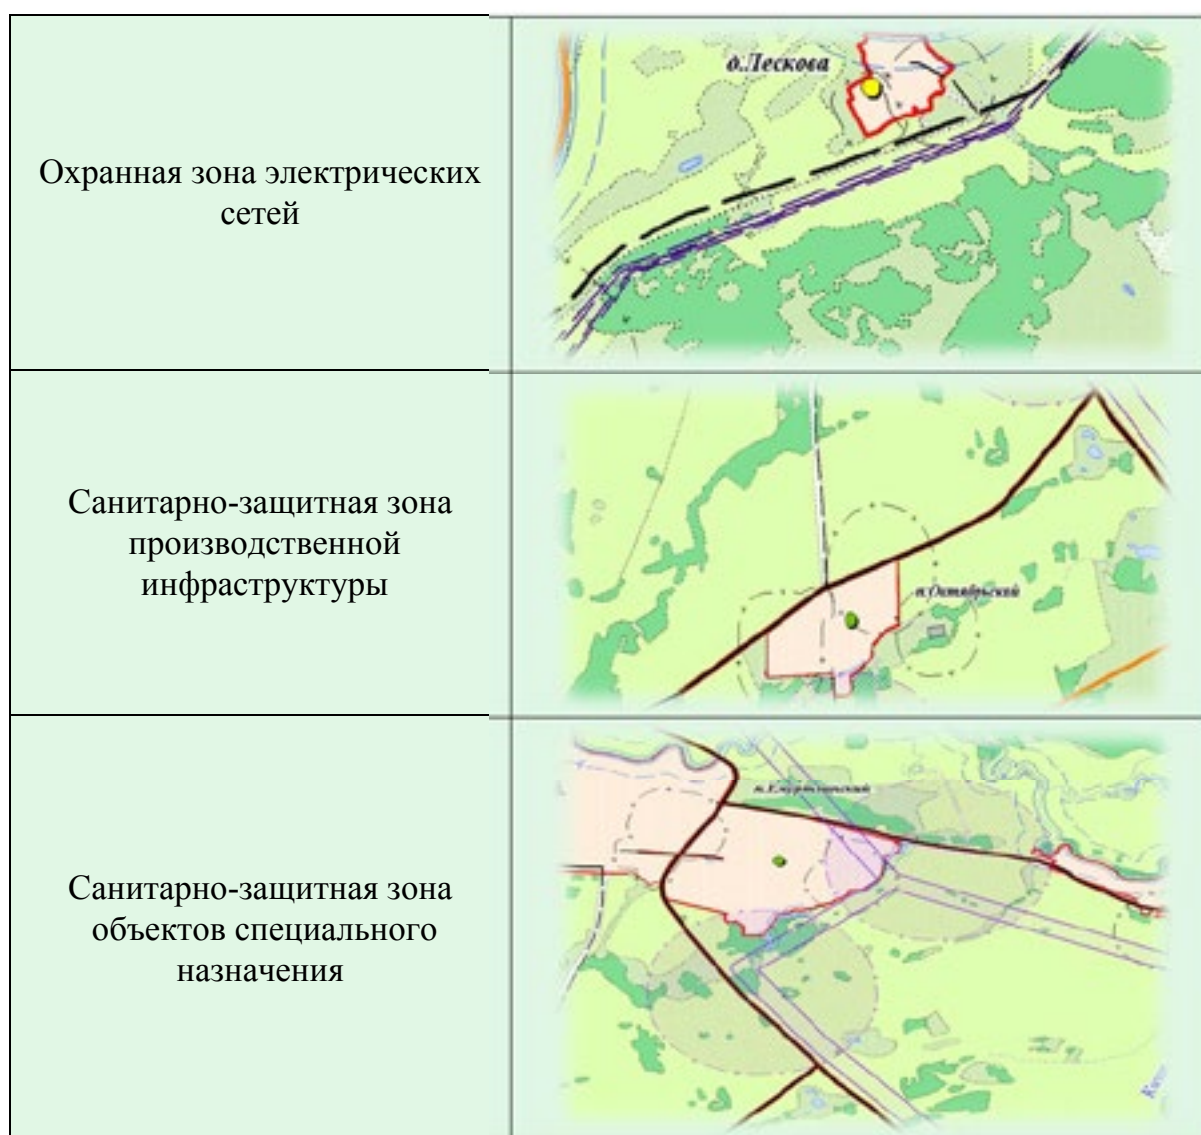 Охранная зона электрических
сетей
д.Лескова
Санитарно-защитная зона
производственной
инфраструктуры
п.Октябрьский
Санитарно-защитная зона
объектов специального
назначения